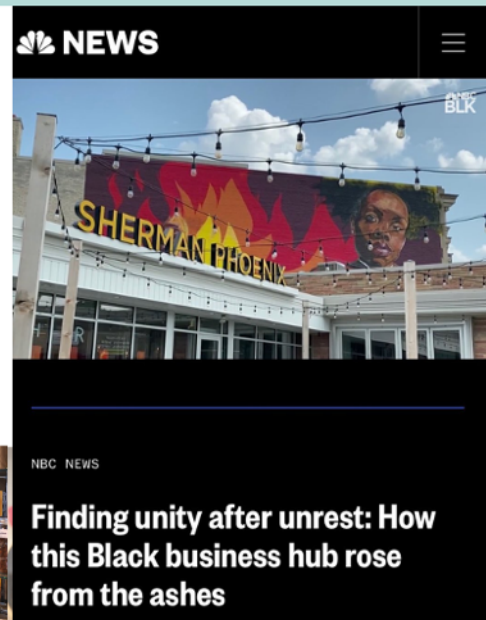 NEWS
NBC
BLK
SHERMAN PHOENIX
NBC NEWS
Finding unity after unrest: How
this Black business hub rose
from the ashes